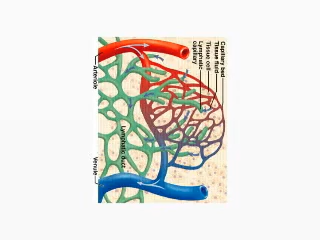 Capillary bed
Tissue fluid
Tissue cell
Lymphatic
capillary
Arteriole
Lymphatic duct
Venule